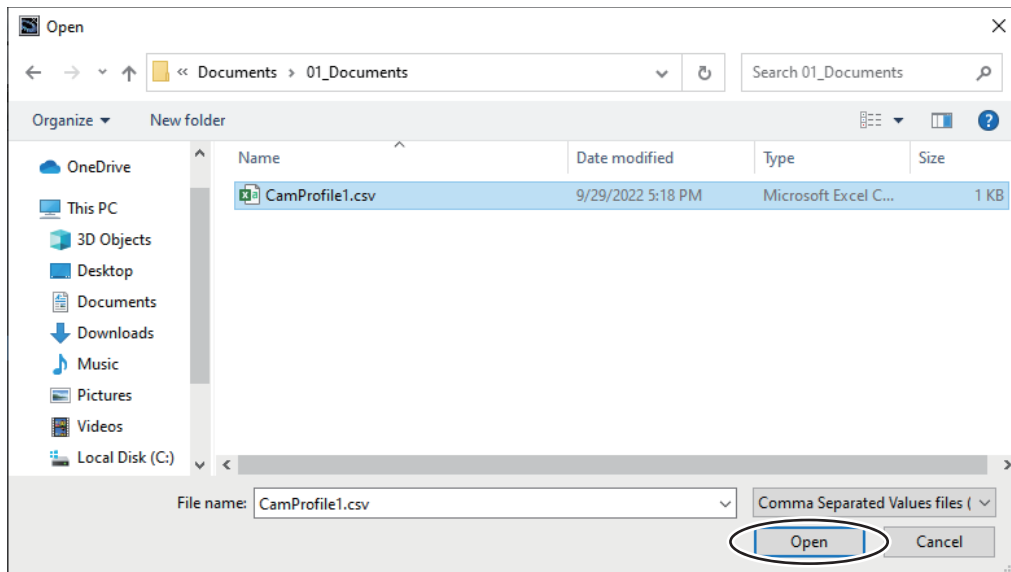 Open
« Documents > 01_Documents
Search 01_Documents
Organize
New folder
Name
Date modified
Type
Size
CamProfile1.csv
9/29/2022 5:18 PM
Microsoft Excel C...
1 KB
OneDrive
This PC
3D Objects
Desktop
Documents
Downloads
Music
Pictures
Videos
Local Disk (C:)
File name: CamProfile1.csv
Comma Separated Values files (
Open
Cancel